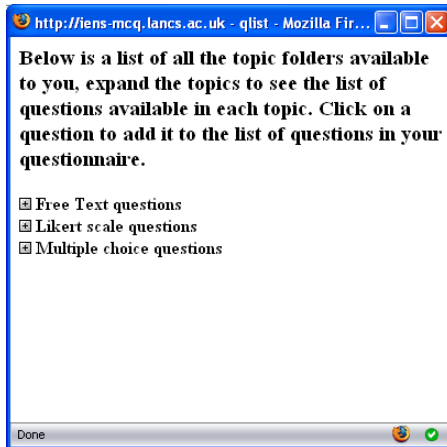 http://iens-mcq.lancs.ac.uk - qlist - Mozilla Fir...
Below is a list of all the topic folders available
to you, expand the topics to see the list of
questions available in each topic. Click on a
question to add it to the list of questions in your
questionnaire.
Free Text questions
Likert scale questions
Multiple choice questions
Done